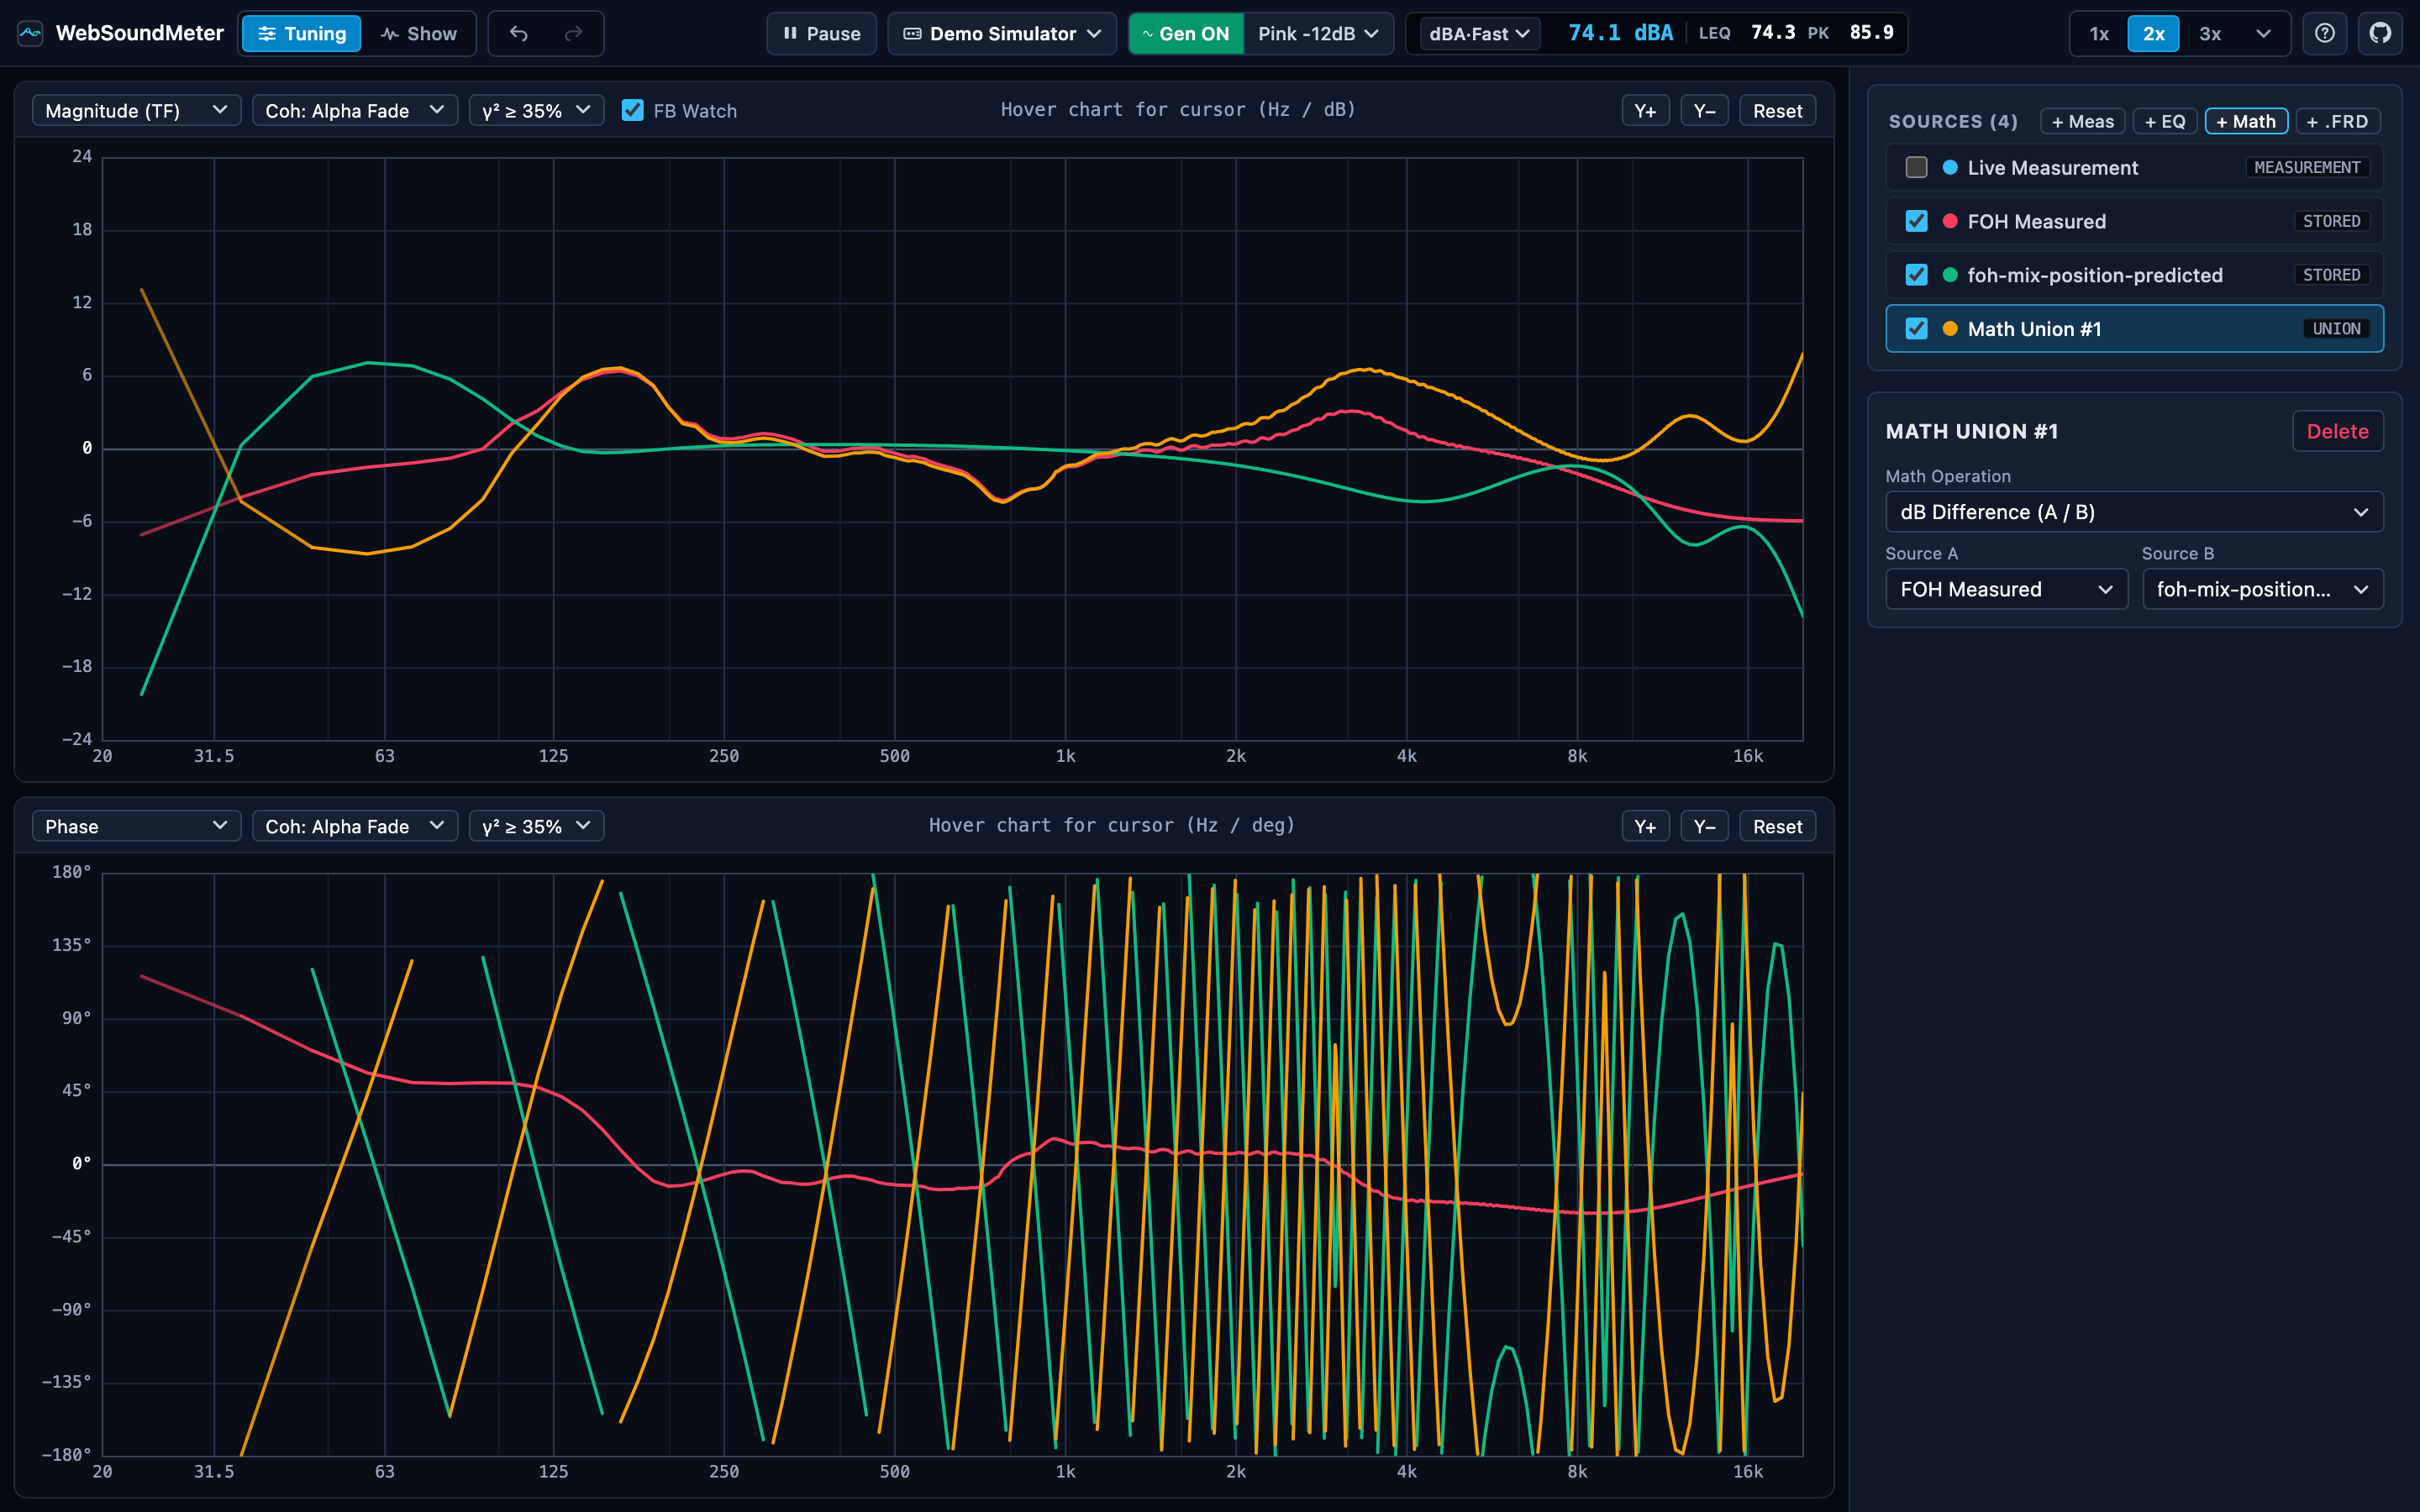 WebSoundMeter Tuning Show Pause Demo Simulator ~ Gen ON Pink -12dB dBA·Fast 74.1 dBA LEQ 74.3 PK 85.9 1x 2x 3x
Magnitude (TF) Coh: Alpha Fade γ² ≥ 35% FB Watch Hover chart for cursor (Hz / dB) Y+ Y− Reset
24
18
12
6
0
−6
−12
−18
−24
20 31.5 63 125 250 500 1k 2k 4k 8k 16k
Phase Coh: Alpha Fade γ² ≥ 35% Hover chart for cursor (Hz / deg) Y+ Y− Reset
180°
135°
90°
45°
0°
−45°
−90°
−135°
−180°
20 31.5 63 125 250 500 1k 2k 4k 8k 16k
SOURCES (4) + Meas + EQ + Math + .FRD
Live Measurement MEASUREMENT
FOH Measured STORED
foh-mix-position-predicted STORED
Math Union #1 UNION
MATH UNION #1 Delete
Math Operation
dB Difference (A / B)
Source A Source B
FOH Measured foh-mix-position...